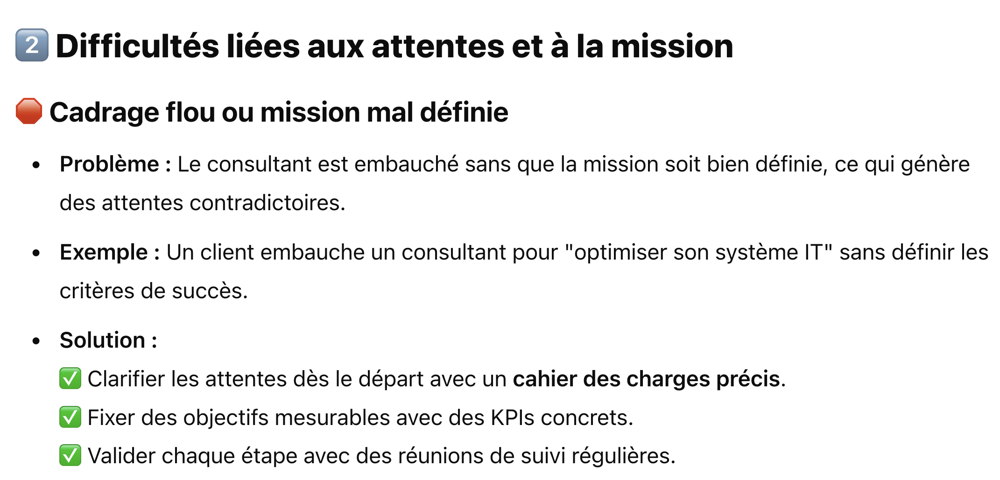 2 Difficultés liées aux attentes et à la mission
Cadrage flou ou mission mal définie
• Problème : Le consultant est embauché sans que la mission soit bien définie, ce qui génère
des attentes contradictoires.
• Exemple : Un client embauche un consultant pour "optimiser son système IT" sans définir les
critères de succès.
• Solution :
✅ Clarifier les attentes dès le départ avec un cahier des charges précis.
✅ Fixer des objectifs mesurables avec des KPIs concrets.
✅ Valider chaque étape avec des réunions de suivi régulières.